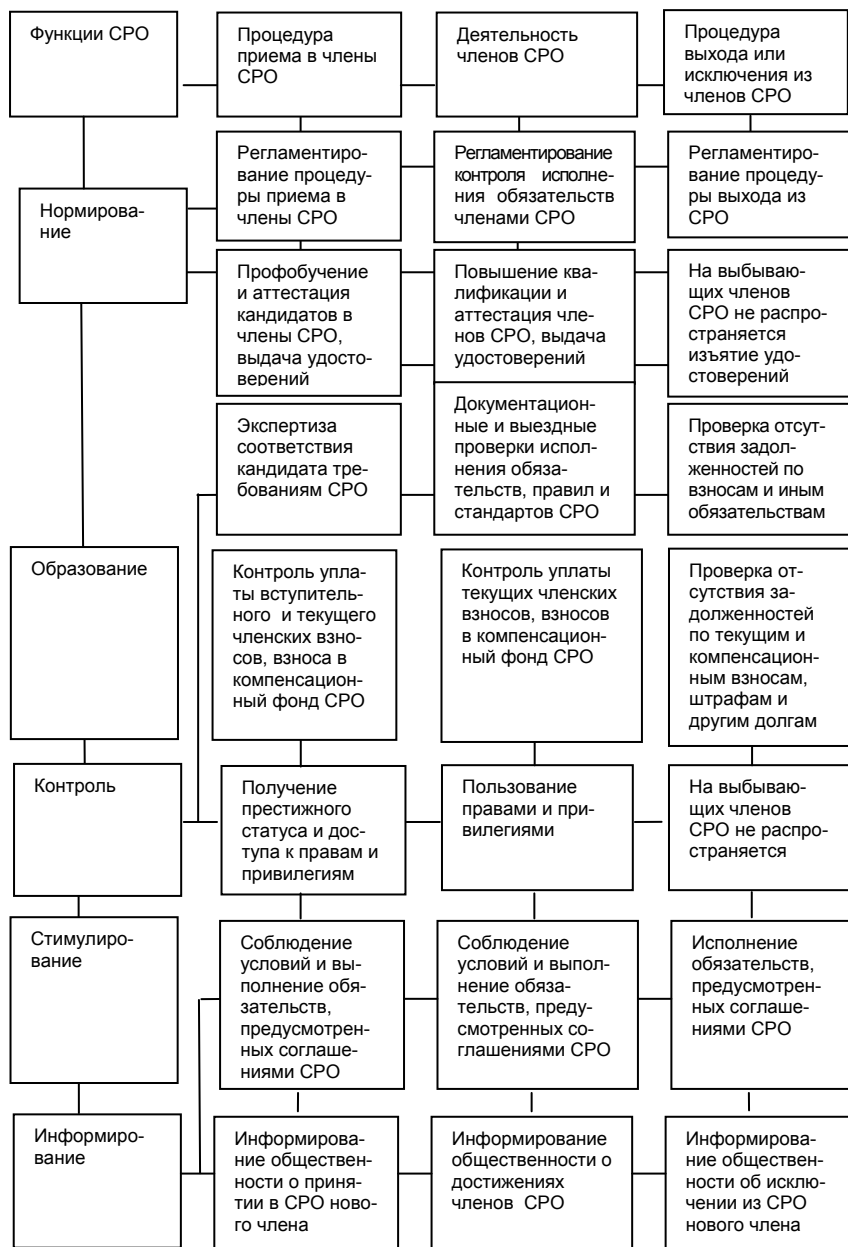 Функции СРО
Процедура
приема в члены
СРО
Деятельность
членов СРО
Процедура
выхода или
исключения из
членов СРО
Нормирова-
ние
Регламентиро-
вание процеду-
ры приема в
члены СРО
Регламентирование
контроля исполне-
ния обязательств
членами СРО
Регламентиро-
вание процеду-
ры выхода из
СРО
Профобучение
и аттестация
кандидатов в
члены СРО,
выдача удосто-
верений
Повышение ква-
лификации и
аттестация чле-
нов СРО, выдача
удостоверений
На выбываю-
щих членов
СРО не распро-
страняется
изъятие удо-
стоверений
Экспертиза
соответствия
кандидата тре-
бованиям СРО
Документацион-
ные и выездные
проверки испол-
нения обяза-
тельств, правил и
стандартов СРО
Проверка отсут-
ствия задол-
женностей по
взносам и иным
обязательствам
Образование
Контроль упла-
ты вступитель-
ного и текущего
членских взно-
сов, взноса в
компенсацион-
ный фонд СРО
Контроль уплаты
текущих членских
взносов, взносов
в компенсацион-
ный фонд СРО
Проверка от-
сутствия за-
долженностей
по текущим и
компенсацион-
ным взносам,
штрафам и
другим долгам
Контроль
Получение
престижного
статуса и дос-
тупа к правам и
привилегиям
Пользование
правами и при-
вилегиями
На выбываю-
щих членов
СРО не распро-
страняется
Стимулиро-
вание
Соблюдение
условий и вы-
полнение обя-
зательств,
предусмотрен-
ных соглаше-
ниями СРО
Соблюдение
условий и выпол-
нение обяза-
тельств, преду-
смотренных со-
глашениями СРО
Исполнение
обязательств,
предусмотрен-
ных соглаше-
ниями СРО
Информиро-
вание
Информирова-
ние обществен-
ности о приня-
тии в СРО ново-
го члена
Информирование
общественности о
достижениях
членов СРО
Информирова-
ние обществен-
ности об исклю-
чении из СРО
нового члена